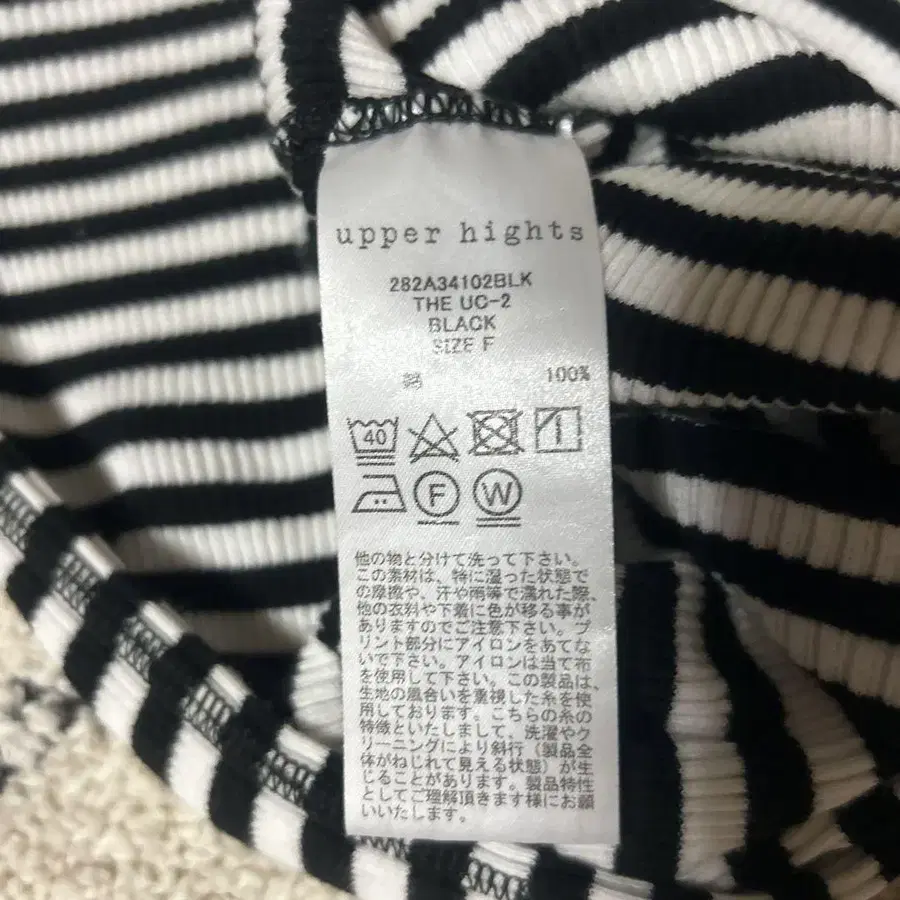 upper hights
282A34102BLK
THE UC-2
BLACK
SIZE F
綿 100%
40
F W
他の物と分けて洗って下さい。
この素材は、特に湿った状態で
の摩擦や、汗や雨等で濡れた際、
他の衣料や下着に色が移る事が
ありますのでご注意下さい。プ
リント部分にアイロンをあてな
いで下さい。アイロンは当て布
を使用して下さい。この製品は、
生地の風合いを重視した糸を使
用しております。こちらの糸の
特徴といたしまして、洗濯やク
リーニングにより斜行（製品全
体がねじれて見える状態）が生
じることがあります。製品特性
としてご理解頂きます様にお願
いいたします。